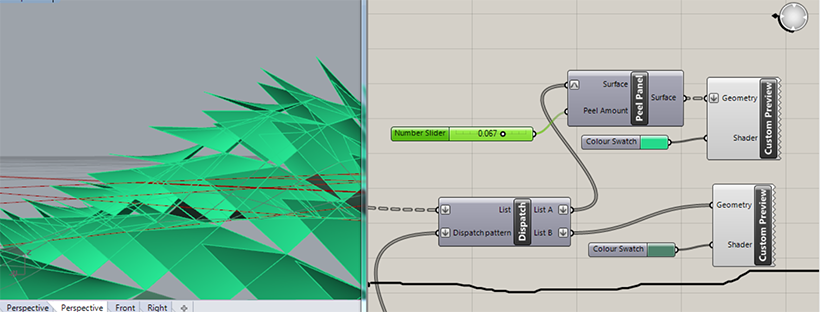 Surface
Peel Panel
Surface
Peel Amount
Geometry
Custom Preview
Shader
Number Slider
0.067
Colour Swatch
List
Dispatch
List A
Dispatch pattern
List B
Geometry
Custom Preview
Shader
Colour Swatch
Perspective
Perspective
Front
Right